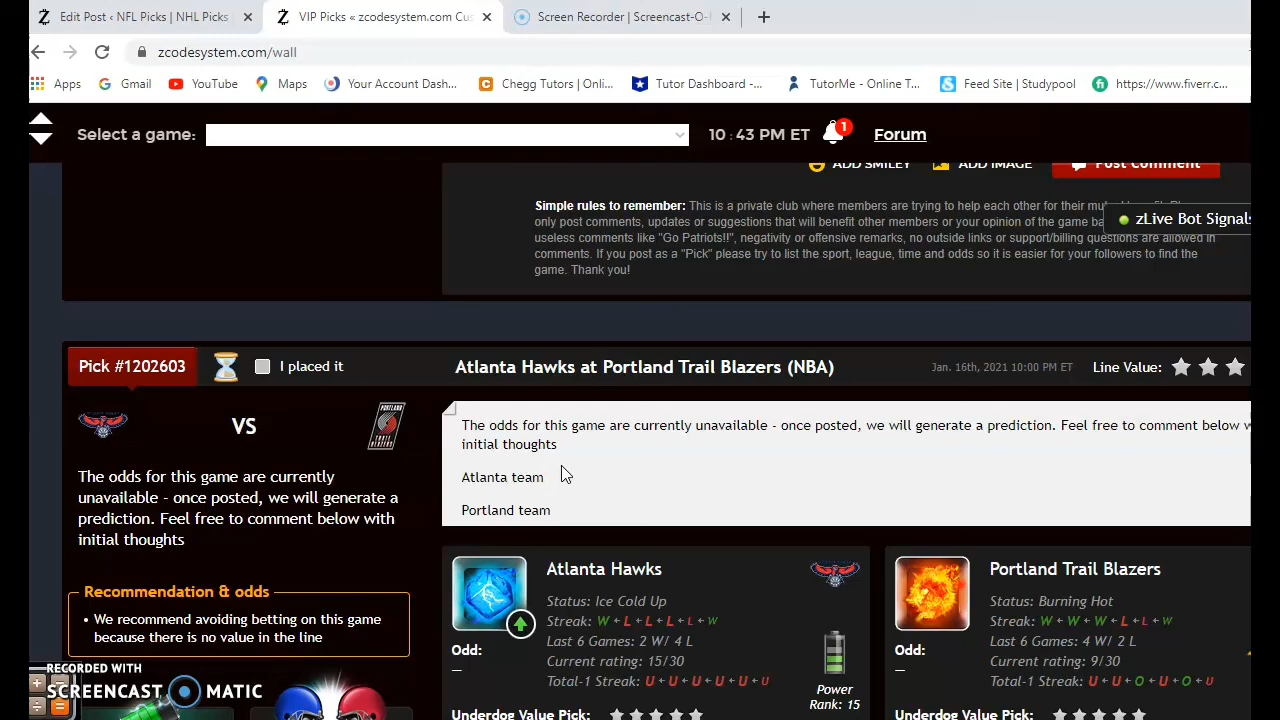 Edit Post ‹ NFL Picks | NHL Picks
VIP Picks « zcodesystem.com Cus
Screen Recorder | Screencast-O-
zcodesystem.com/wall
Apps Gmail YouTube Maps Your Account Dash... Chegg Tutors | Onli... Tutor Dashboard -... TutorMe - Online T... Feed Site | Studypool https://www.fiverr.c...
Select a game: 10:43 PM ET 1 Forum
ADD SMILEY ADD IMAGE Post Comment
Simple rules to remember: This is a private club where members are trying to help each other for their
only post comments, updates or suggestions that will benefit other members or your opinion of the game
zLive Bot Signals
useless comments like "Go Patriots!!", negativity or offensive remarks, no outside links or support/billing questions are allowed in
comments. If you post as a "Pick" please try to list the sport, league, time and odds so it is easier for your followers to find the
game. Thank you!
Pick #1202603 I placed it Atlanta Hawks at Portland Trail Blazers (NBA) Jan. 16th, 2021 10:00 PM ET Line Value:
VS
PORTLAND
The odds for this game are currently
unavailable - once posted, we will generate a
prediction. Feel free to comment below with
initial thoughts
The odds for this game are currently unavailable - once posted, we will generate a prediction. Feel free to comment below w
initial thoughts
Atlanta team
Portland team
Recommendation & odds
• We recommend avoiding betting on this game
because there is no value in the line
Atlanta Hawks
Status: Ice Cold Up
Streak: W - L - L - L - L - W
Last 6 Games: 2 W/ 4 L
Odd:
—
Current rating: 15/30
Total-1 Streak: U - U - U - U - U - U
Power
Rank: 15
Underdog Value Pick:
Portland Trail Blazers
Status: Burning Hot
Streak: W - W - W - L - L - W
Last 6 Games: 4 W/ 2 L
Odd:
—
Current rating: 9/30
Total-1 Streak: U - U - O - U - O - U
Underdog Value Pick:
RECORDED WITH
SCREENCAST MATIC